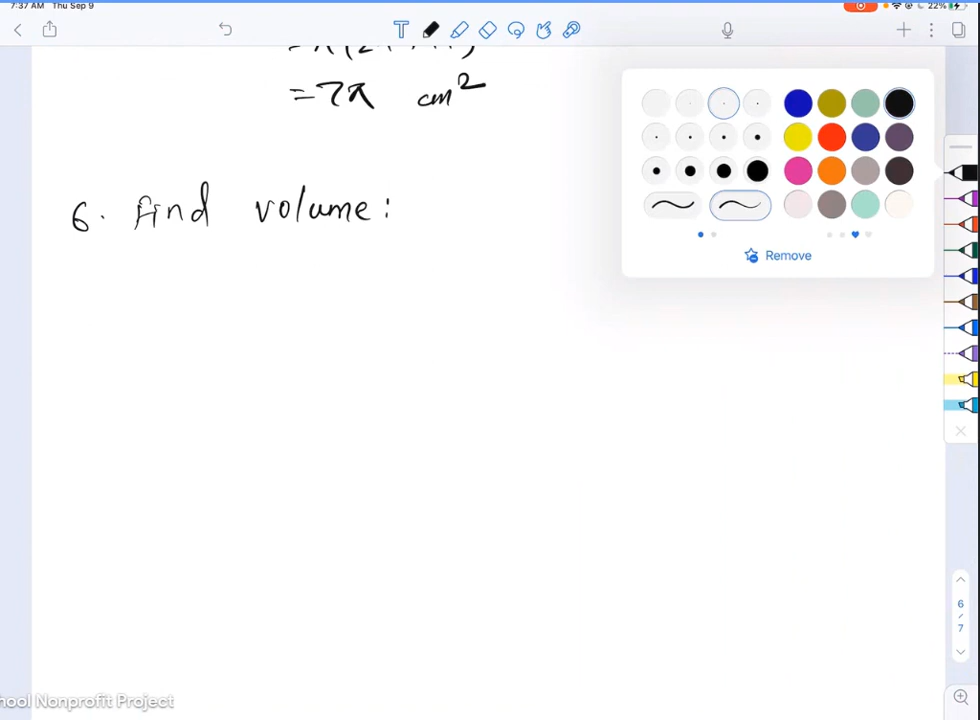 7:37 AM Thu Sep 9
22%
T
=7π cm²
6. Find volume:
Remove
6
/
7
hool Nonprofit Project